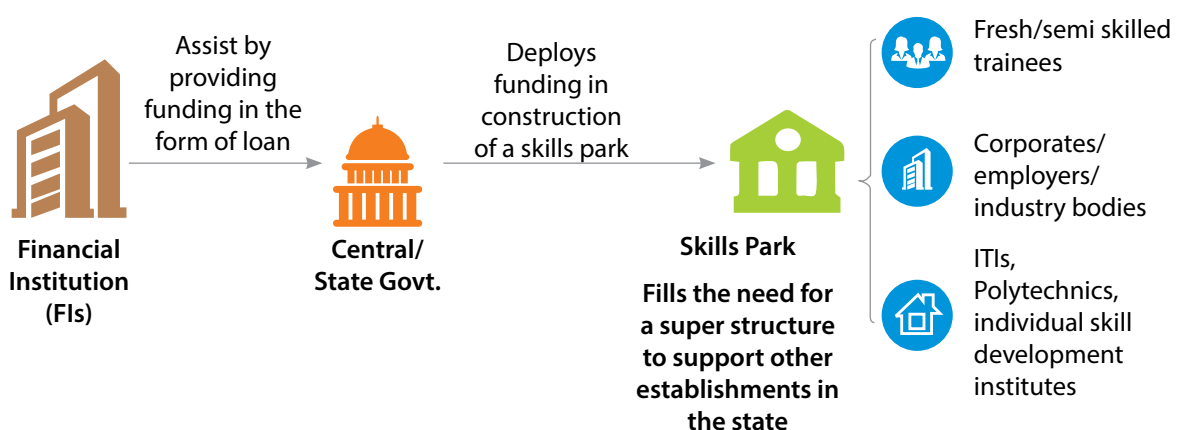 Assist by
providing
funding in the
form of loan
Deploys
funding in
construction
of a skills park
Financial
Institution
(FIs)
Central/
State Govt.
Skills Park
Fills the need for
a super structure
to support other
establishments in
the state
Fresh/semi skilled
trainees
Corporates/
employers/
industry bodies
ITIs,
Polytechnics,
individual skill
development
institutes